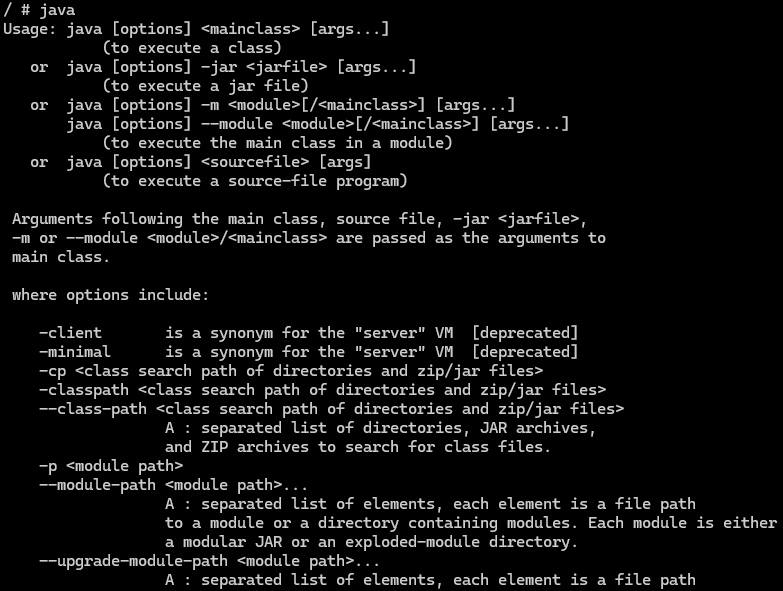 / # java
Usage: java [options] <mainclass> [args...]
           (to execute a class)
   or  java [options] -jar <jarfile> [args...]
           (to execute a jar file)
   or  java [options] -m <module>[/<mainclass>] [args...]
       java [options] --module <module>[/<mainclass>] [args...]
           (to execute the main class in a module)
   or  java [options] <sourcefile> [args]
           (to execute a source-file program)

 Arguments following the main class, source file, -jar <jarfile>,
 -m or --module <module>/<mainclass> are passed as the arguments to
 main class.

 where options include:

    -client       is a synonym for the "server" VM  [deprecated]
    -minimal      is a synonym for the "server" VM  [deprecated]
    -cp <class search path of directories and zip/jar files>
    -classpath <class search path of directories and zip/jar files>
    --class-path <class search path of directories and zip/jar files>
                  A : separated list of directories, JAR archives,
                  and ZIP archives to search for class files.
    -p <module path>
    --module-path <module path>...
                  A : separated list of elements, each element is a file path
                  to a module or a directory containing modules. Each module is either
                  a modular JAR or an exploded-module directory.
    --upgrade-module-path <module path>...
                  A : separated list of elements, each element is a file path